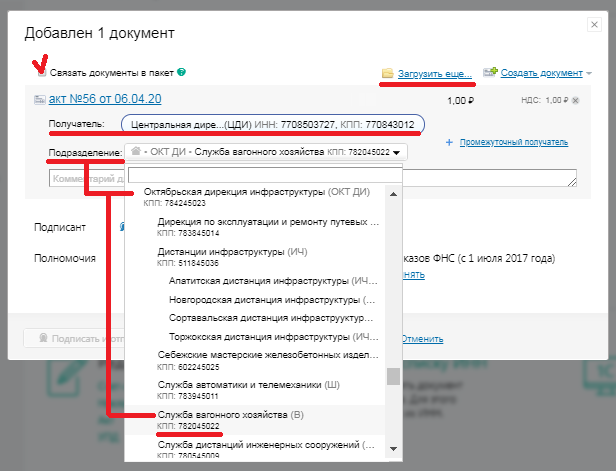 Добавлен 1 документ
Связать документы в пакет ?
Загрузить еще...
Создать документ
акт №56 от 06.04.20
1,00 ₽
НДС: 1,00 ₽
Получатель:
Центральная дире...(ЦДИ) ИНН: 7708503727, КПП: 770843012
+ Промежуточный получатель
Подразделение:
- ОКТ ДИ - Служба вагонного хозяйства КПП: 782045022
Комментарий д
Октябрьская дирекция инфраструктуры (ОКТ ДИ)
КПП: 784245023
Дирекция по эксплуатации и ремонту путевых ...
КПП: 783845014
Подписант
Дистанции инфраструктуры (ИЧ)
КПП: 511845036
Полномочия
казов ФНС (с 1 июля 2017 года)
нять
Апатитская дистанция инфраструктуры (ИЧ...
Новгородская дистанция инфраструктуры (...
Сортавальская дистанция инфраструуктур...
Торжокская дистанция инфраструктуры (ИЧ...
Подписать и отп
Отменить
Себежские мастерские железобетонных издел...
КПП: 602245025
Служба автоматики и телемеханики (Ш)
КПП: 783945011
Служба вагонного хозяйства (В)
КПП: 782045022
Служба дистанций инженерных сооружений (...
КПП: 780545009
1С